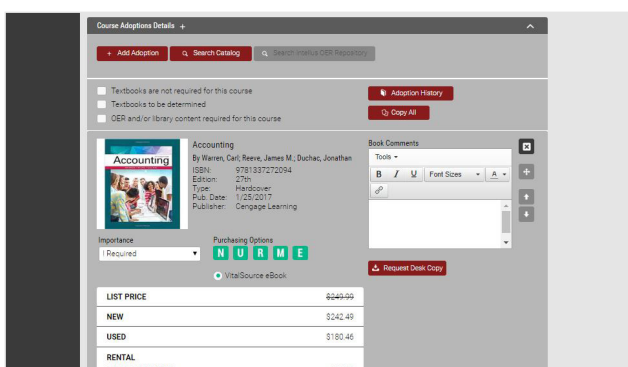 Course Adoptions Details +
+ Add Adoption
Search Catalog
Search Intellus OER Repository
Textbooks are not required for this course
Textbooks to be determined
OER and/or library content required for this course
Adoption History
Copy All
Accounting
Accounting
By Warren, Carl; Reeve, James M.; Duchac, Jonathan
ISBN: 9781337272094
Edition: 27th
Type: Hardcover
Pub. Date: 1/25/2017
Publisher: Cengage Learning
Book Comments
Tools
B I U Font Sizes A
Importance
| Required
Purchasing Options
N U R M E
VitalSource eBook
Request Desk Copy
LIST PRICE $249.99
NEW $242.49
USED $180.46
RENTAL